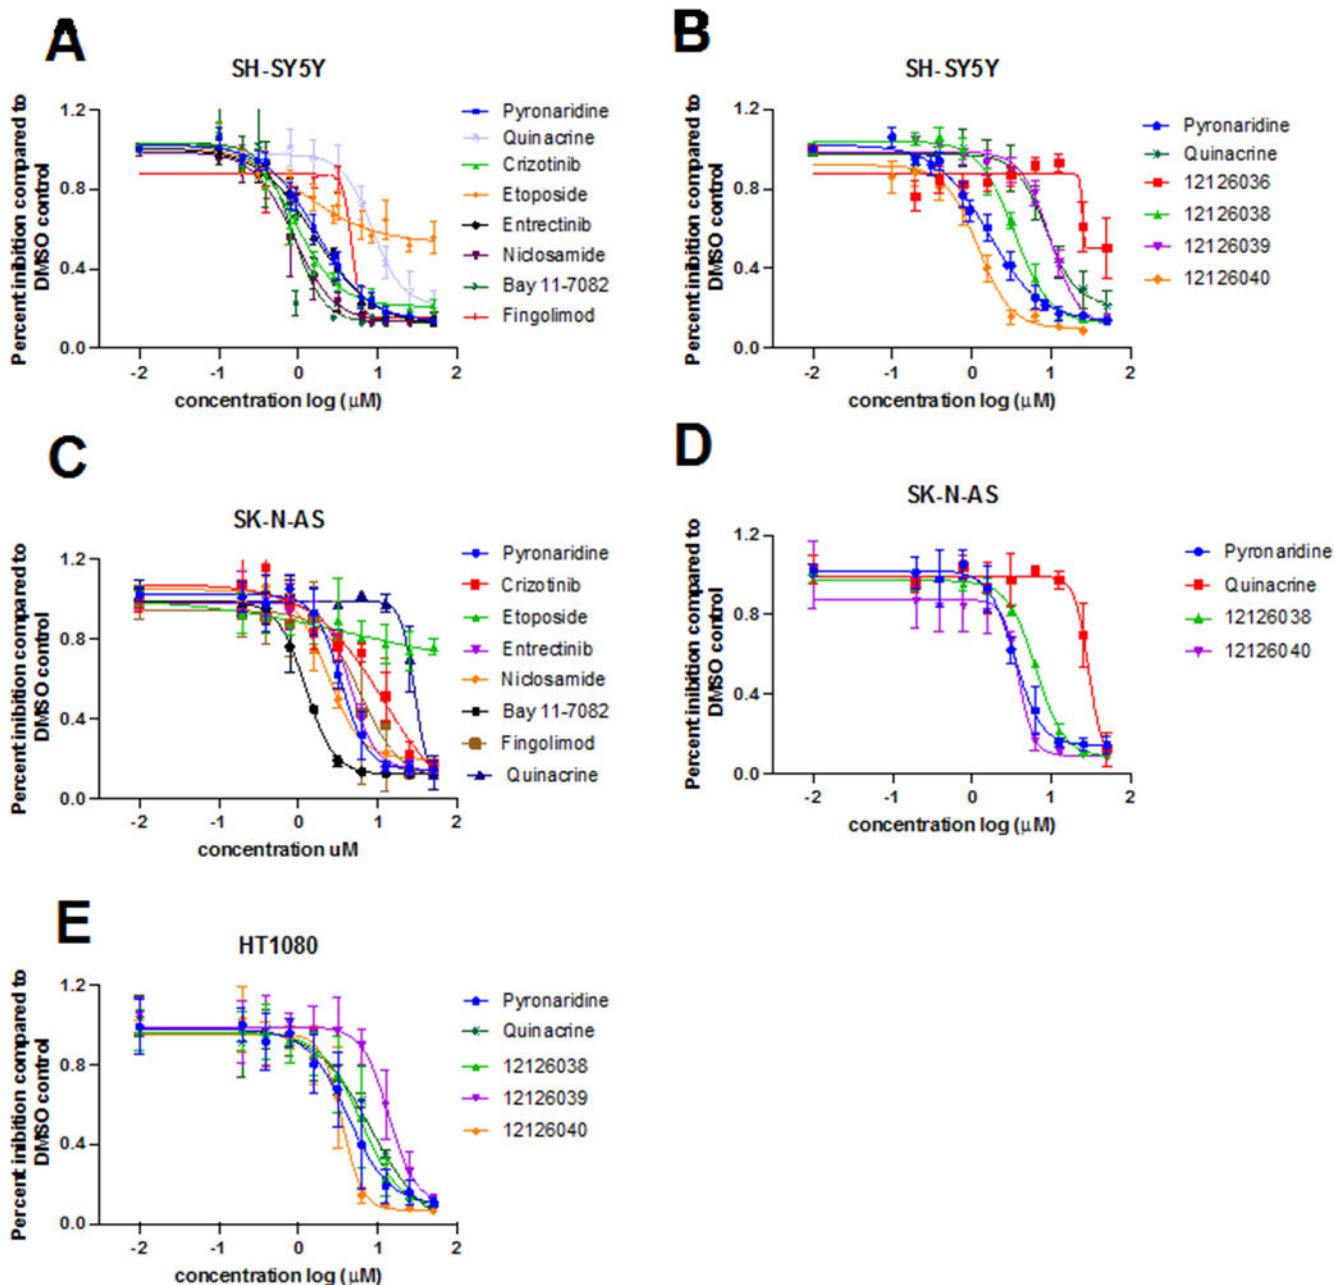 A
SH-SY5Y
Percent inibition compared to
DMSO control
1.2
0.8
0.4
0.0
-2 -1 0 1 2
concentration log (μM)
Pyronaridine
Quinacrine
Crizotinib
Etoposide
Entrectinib
Niclosamide
Bay 11-7082
Fingolimod
B
SH-SY5Y
Percent inibition compared to
DMSO control
1.2
0.8
0.4
0.0
-2 -1 0 1 2
concentration log (μM)
Pyronaridine
Quinacrine
12126036
12126038
12126039
12126040
C
SK-N-AS
Percent inibition compared to
DMSO control
1.2
0.8
0.4
0.0
-2 -1 0 1 2
concentration uM
Pyronaridine
Crizotinib
Etoposide
Entrectinib
Niclosamide
Bay 11-7082
Fingolimod
Quinacrine
D
SK-N-AS
Percent inibition compared to
DMSO control
1.2
0.8
0.4
0.0
-2 -1 0 1 2
concentration log (μM)
Pyronaridine
Quinacrine
12126038
12126040
E
HT1080
Percent inibition compared to
DMSO control
1.2
0.8
0.4
0.0
-2 -1 0 1 2
concentration log (μM)
Pyronaridine
Quinacrine
12126038
12126039
12126040